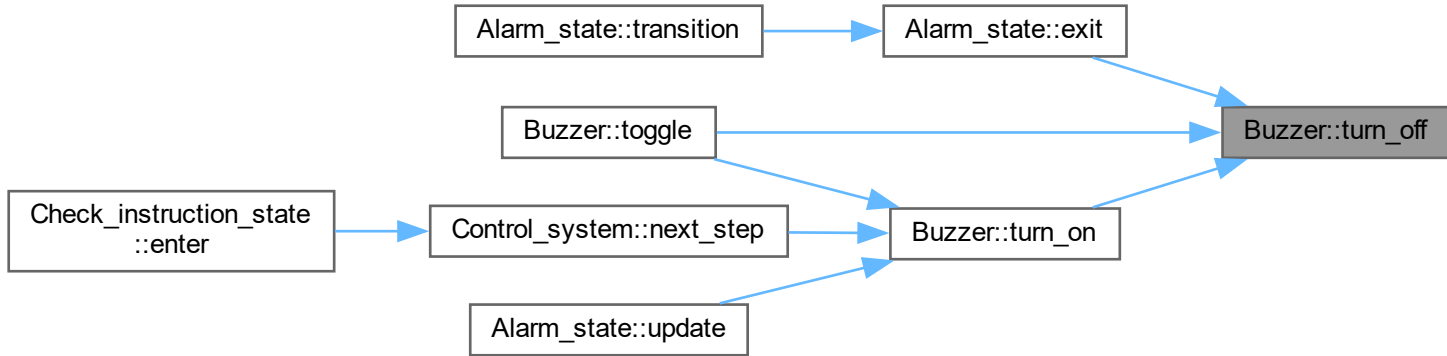 Alarm_state::transition
Alarm_state::exit
Buzzer::toggle
Buzzer::turn_off
Check_instruction_state
::enter
Control_system::next_step
Buzzer::turn_on
Alarm_state::update